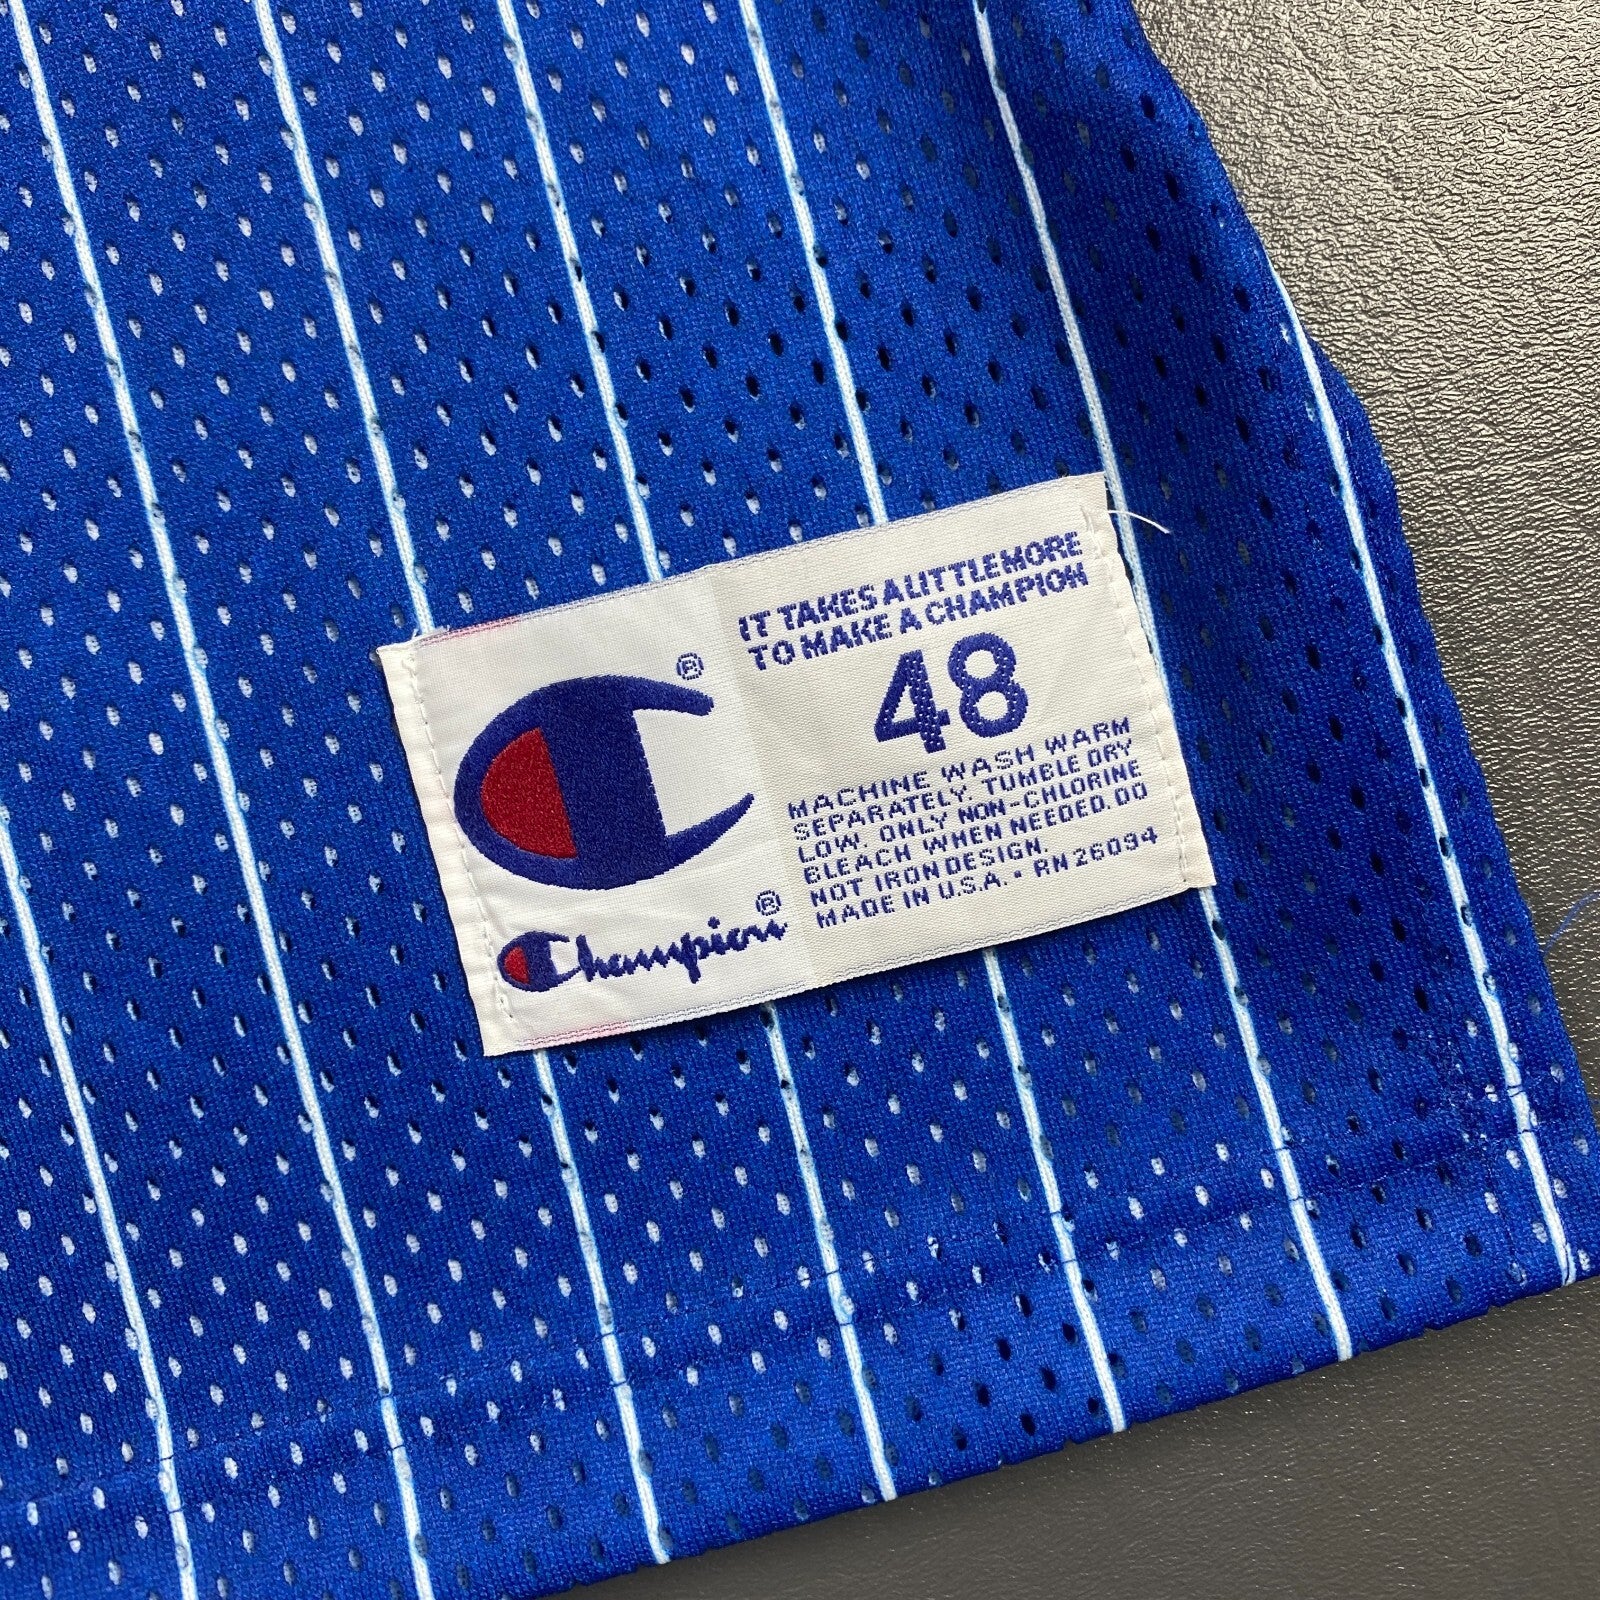 IT TAKES A LITTLE MORE
TO MAKE A CHAMPION
48
MACHINE WASH WARM
SEPARATELY. TUMBLE DRY
LOW. ONLY NON-CHLORINE
BLEACH WHEN NEEDED. DO
NOT IRON DESIGN.
MADE IN U.S.A. • RN 26094
®
Champion®